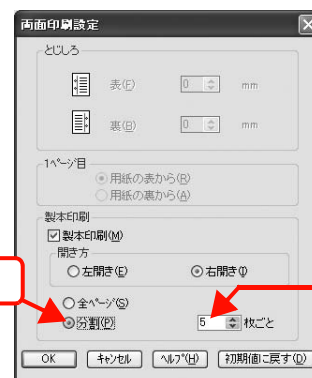 両面印刷設定
とじしろ
表(F) 0 mm
裏(B) 0 mm
1ページ目
用紙の表から(R)
用紙の裏から(A)
製本印刷
製本印刷(M)
開き方
左開き(E) 右開き(I)
全ページ(S)
分割(P) 5 枚ごと
OK キャンセル ヘルプ(H) 初期値に戻す(D)